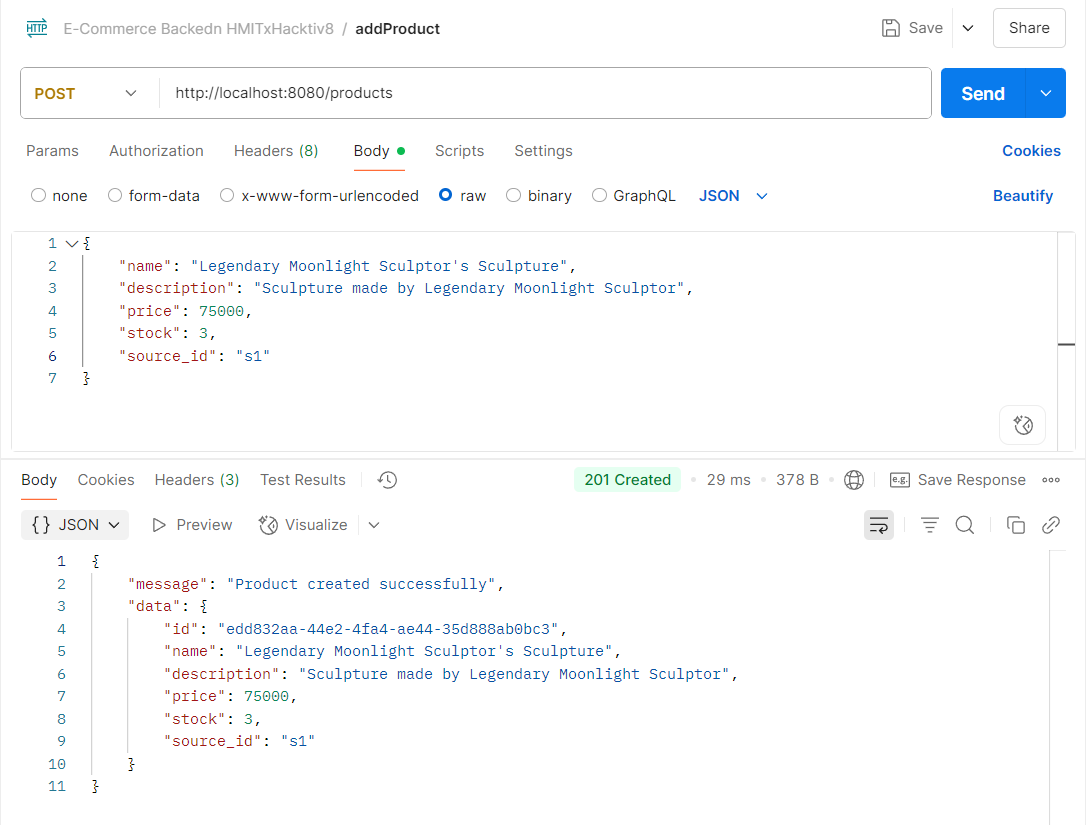 HTTP E-Commerce Backedn HMITxHacktiv8 / addProduct Save Share
POST http://localhost:8080/products Send
Params Authorization Headers (8) Body Scripts Settings Cookies
none form-data x-www-form-urlencoded raw binary GraphQL JSON Beautify
1 {
2 "name": "Legendary Moonlight Sculptor's Sculpture",
3 "description": "Sculpture made by Legendary Moonlight Sculptor",
4 "price": 75000,
5 "stock": 3,
6 "source_id": "s1"
7 }
Body Cookies Headers (3) Test Results 201 Created 29 ms 378 B e.g. Save Response
{} JSON Preview Visualize
1 {
2 "message": "Product created successfully",
3 "data": {
4 "id": "edd832aa-44e2-4fa4-ae44-35d888ab0bc3",
5 "name": "Legendary Moonlight Sculptor's Sculpture",
6 "description": "Sculpture made by Legendary Moonlight Sculptor",
7 "price": 75000,
8 "stock": 3,
9 "source_id": "s1"
10 }
11 }